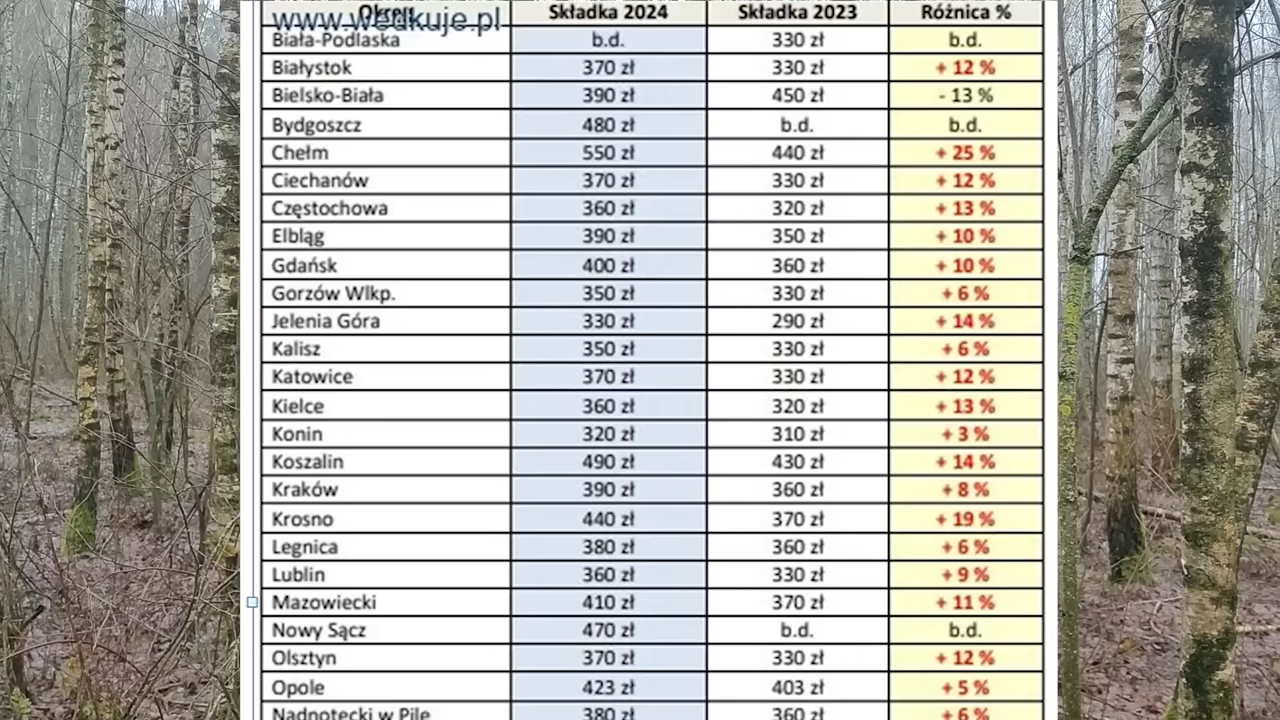 www.wedkuje.pl
Okręg Składka 2024 Składka 2023 Różnica %
Biała-Podlaska b.d. 330 zł b.d.
Białystok 370 zł 330 zł + 12 %
Bielsko-Biała 390 zł 450 zł - 13 %
Bydgoszcz 480 zł b.d. b.d.
Chełm 550 zł 440 zł + 25 %
Ciechanów 370 zł 330 zł + 12 %
Częstochowa 360 zł 320 zł + 13 %
Elbląg 390 zł 350 zł + 10 %
Gdańsk 400 zł 360 zł + 10 %
Gorzów Wlkp. 350 zł 330 zł + 6 %
Jelenia Góra 330 zł 290 zł + 14 %
Kalisz 350 zł 330 zł + 6 %
Katowice 370 zł 330 zł + 12 %
Kielce 360 zł 320 zł + 13 %
Konin 320 zł 310 zł + 3 %
Koszalin 490 zł 430 zł + 14 %
Kraków 390 zł 360 zł + 8 %
Krosno 440 zł 370 zł + 19 %
Legnica 380 zł 360 zł + 6 %
Lublin 360 zł 330 zł + 9 %
Mazowiecki 410 zł 370 zł + 11 %
Nowy Sącz 470 zł b.d. b.d.
Olsztyn 370 zł 330 zł + 12 %
Opole 423 zł 403 zł + 5 %
Nadnotecki w Pile 380 zł 360 zł + 6 %